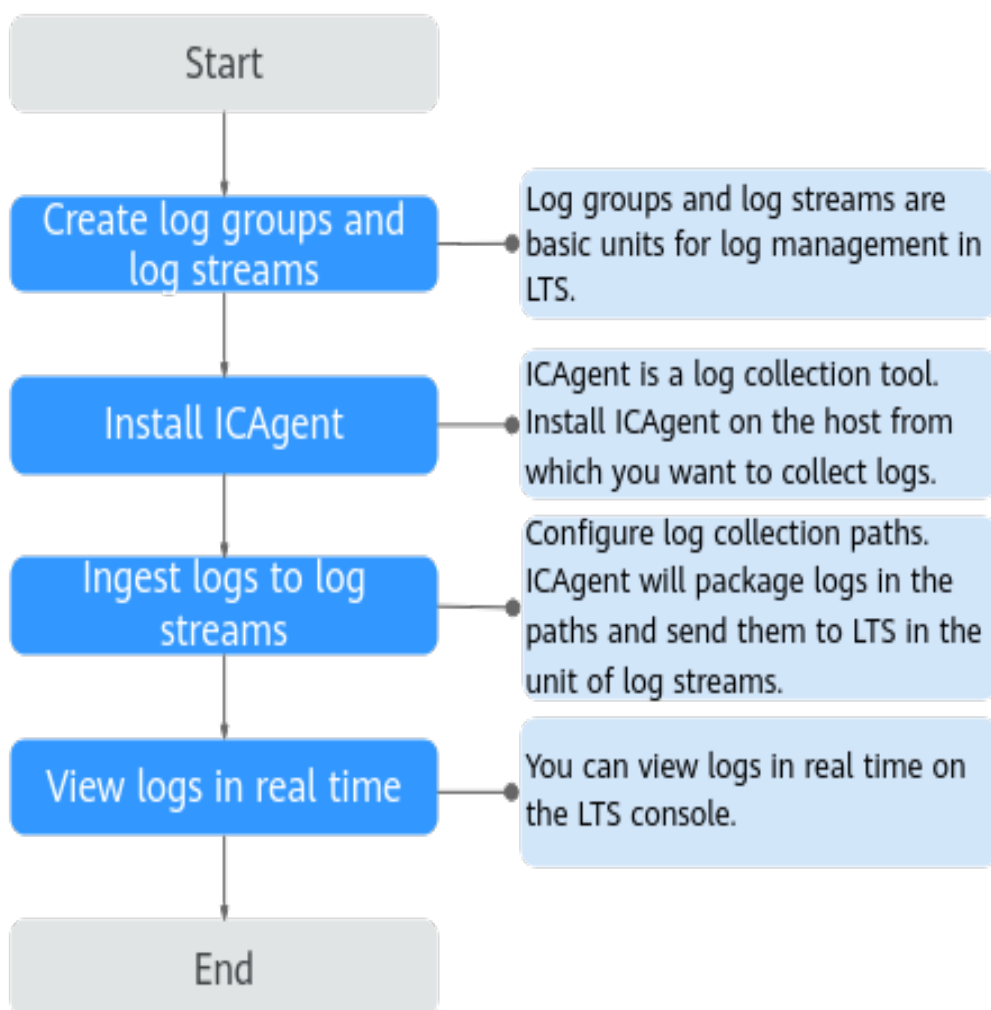 Start
Create log groups and
log streams
Log groups and log streams are
basic units for log management in
LTS.
Install ICAgent
ICAgent is a log collection tool.
Install ICAgent on the host from
which you want to collect logs.
Ingest logs to log
streams
Configure log collection paths.
ICAgent will package logs in the
paths and send them to LTS in the
unit of log streams.
View logs in real time
You can view logs in real time on
the LTS console.
End